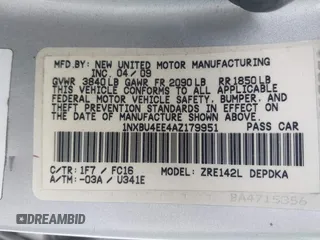 MFD.BY: NEW UNITED MOTOR MANUFACTURING
INC. 04/09
GVWR 3840LB GAWR FR 2090LB RR 1850LB
THIS VEHICLE CONFORMS TO ALL APPLICABLE
FEDERAL MOTOR VEHICLE SAFETY, BUMPER, AND
THEFT PREVENTION STANDARDS IN EFFECT ON
THE DATE OF MANUFACTURE SHOWN ABOVE.
1NXBU4EE4AZ179951 PASS CAR
C/TR: 1F7 / FC16
A/TM: -03A / U341E
ZRE142L DEPDKA
DREAMBID